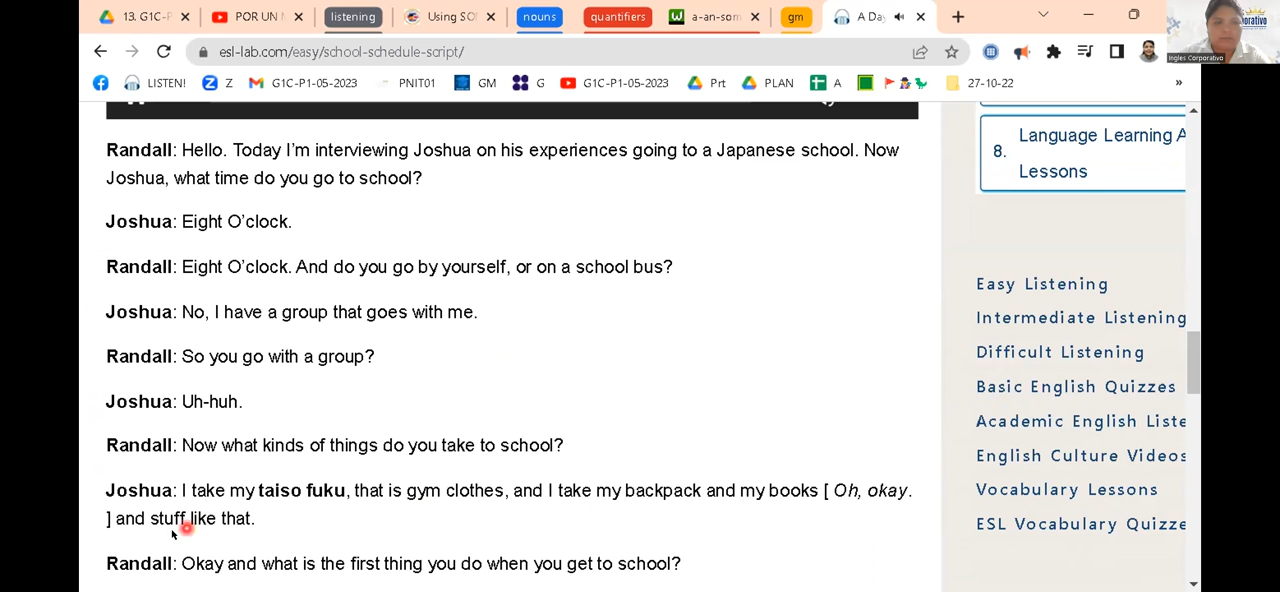 13. G1C-P
POR UN M
listening
Using SO
nouns
quantifiers
a-an-som
gm
A Day
esl-lab.com/easy/school-schedule-script/
LISTEN!
Z
G1C-P1-05-2023
PNIT01
GM
G
G1C-P1-05-2023
Prt
PLAN
A
27-10-22
»
Ingles Corporativo
Randall: Hello. Today I'm interviewing Joshua on his experiences going to a Japanese school. Now
Joshua, what time do you go to school?
Joshua: Eight O'clock.
Randall: Eight O'clock. And do you go by yourself, or on a school bus?
Joshua: No, I have a group that goes with me.
Randall: So you go with a group?
Joshua: Uh-huh.
Randall: Now what kinds of things do you take to school?
Joshua: I take my taiso fuku, that is gym clothes, and I take my backpack and my books [ Oh, okay.
] and stuff like that.
Randall: Okay and what is the first thing you do when you get to school?
8.
Language Learning A
Lessons
Easy Listening
Intermediate Listening
Difficult Listening
Basic English Quizzes
Academic English Liste
English Culture Videos
Vocabulary Lessons
ESL Vocabulary Quizze